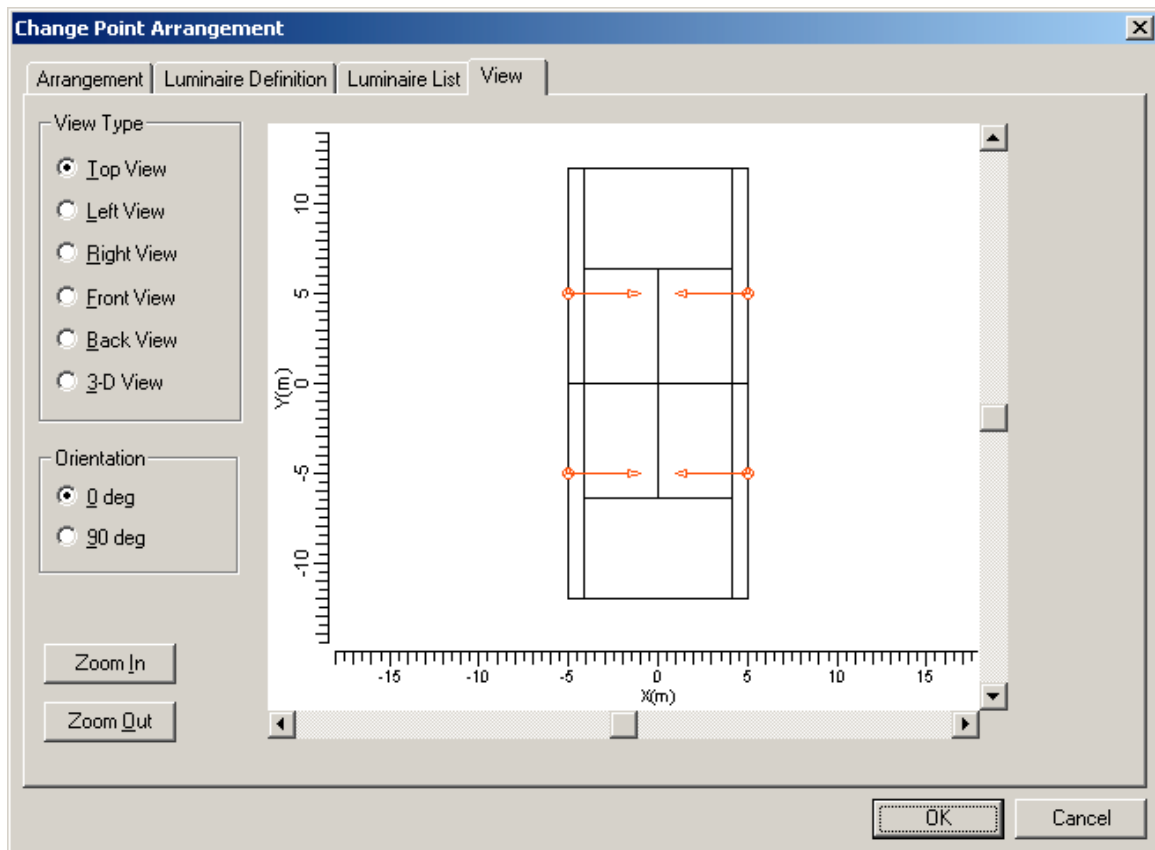 Change Point Arrangement
Arrangement Luminaire Definition Luminaire List View
View Type
Top View
Left View
Right View
Front View
Back View
3-D View
Orientation
0 deg
90 deg
Zoom In
Zoom Out
10
5
0
-5
-10
Y(m)
-15 -10 -5 0 5 10 15
X(m)
OK Cancel